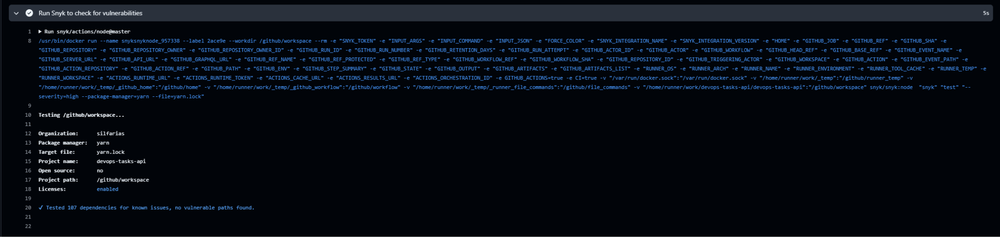 Run Snyk to check for vulnerabilities 5s
1 ▶ Run snyk/actions/node@master
8 /usr/bin/docker run --name snyksnyknode_957338 --label 2ace9e --workdir /github/workspace --rm -e "SNYK_TOKEN" -e "INPUT_ARGS" -e "INPUT_COMMAND" -e "INPUT_JSON" -e "FORCE_COLOR" -e "SNYK_INTEGRATION_NAME" -e "SNYK_INTEGRATION_VERSION" -e "HOME" -e "GITHUB_JOB" -e "GITHUB_REF" -e "GITHUB_SHA" -e
"GITHUB_REPOSITORY" -e "GITHUB_REPOSITORY_OWNER" -e "GITHUB_REPOSITORY_OWNER_ID" -e "GITHUB_RUN_ID" -e "GITHUB_RUN_NUMBER" -e "GITHUB_RETENTION_DAYS" -e "GITHUB_RUN_ATTEMPT" -e "GITHUB_ACTOR_ID" -e "GITHUB_ACTOR" -e "GITHUB_WORKFLOW" -e "GITHUB_HEAD_REF" -e "GITHUB_BASE_REF" -e "GITHUB_EVENT_NAME" -e
"GITHUB_SERVER_URL" -e "GITHUB_API_URL" -e "GITHUB_GRAPHQL_URL" -e "GITHUB_REF_NAME" -e "GITHUB_REF_PROTECTED" -e "GITHUB_REF_TYPE" -e "GITHUB_WORKFLOW_REF" -e "GITHUB_WORKFLOW_SHA" -e "GITHUB_REPOSITORY_ID" -e "GITHUB_TRIGGERING_ACTOR" -e "GITHUB_WORKSPACE" -e "GITHUB_ACTION" -e "GITHUB_EVENT_PATH" -e
"GITHUB_ACTION_REPOSITORY" -e "GITHUB_ACTION_REF" -e "GITHUB_PATH" -e "GITHUB_ENV" -e "GITHUB_STEP_SUMMARY" -e "GITHUB_STATE" -e "GITHUB_OUTPUT" -e "GITHUB_ARTIFACTS" -e "GITHUB_ARTIFACTS_LIST" -e "RUNNER_OS" -e "RUNNER_ARCH" -e "RUNNER_NAME" -e "RUNNER_ENVIRONMENT" -e "RUNNER_TOOL_CACHE" -e "RUNNER_TEMP" -e
"RUNNER_WORKSPACE" -e "ACTIONS_RUNTIME_URL" -e "ACTIONS_RUNTIME_TOKEN" -e "ACTIONS_CACHE_URL" -e "ACTIONS_RESULTS_URL" -e "ACTIONS_ORCHESTRATION_ID" -e GITHUB_ACTIONS=true -e CI=true -v "/var/run/docker.sock":"/var/run/docker.sock" -v "/home/runner/work/_temp":"/github/runner_temp" -v
"/home/runner/work/_temp/_github_home":"/github/home" -v "/home/runner/work/_temp/_github_workflow":"/github/workflow" -v "/home/runner/work/_temp/_runner_file_commands":"/github/file_commands" -v "/home/runner/work/devops-tasks-api/devops-tasks-api":"/github/workspace" snyk/snyk:node  "snyk" "test" "--
severity=high --package-manager=yarn --file=yarn.lock"
9
10 Testing /github/workspace...
11
12 Organization: silfarias
13 Package manager: yarn
14 Target file: yarn.lock
15 Project name: devops-tasks-api
16 Open source: no
17 Project path: /github/workspace
18 Licenses: enabled
19
20 ✓ Tested 107 dependencies for known issues, no vulnerable paths found.
21
22